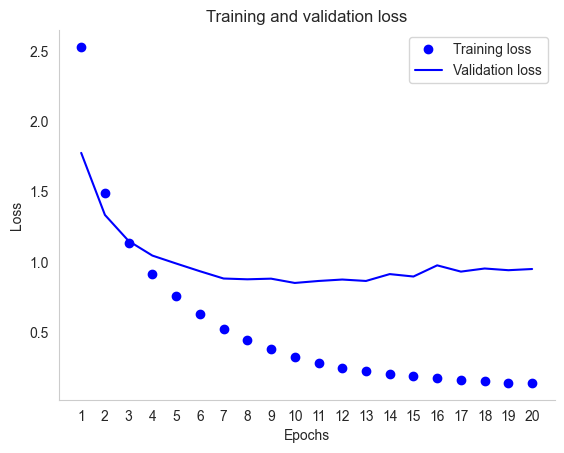 Training and validation loss
Training loss
Validation loss
2.5
2.0
1.5
1.0
0.5
Loss
1 2 3 4 5 6 7 8 9 10 11 12 13 14 15 16 17 18 19 20
Epochs